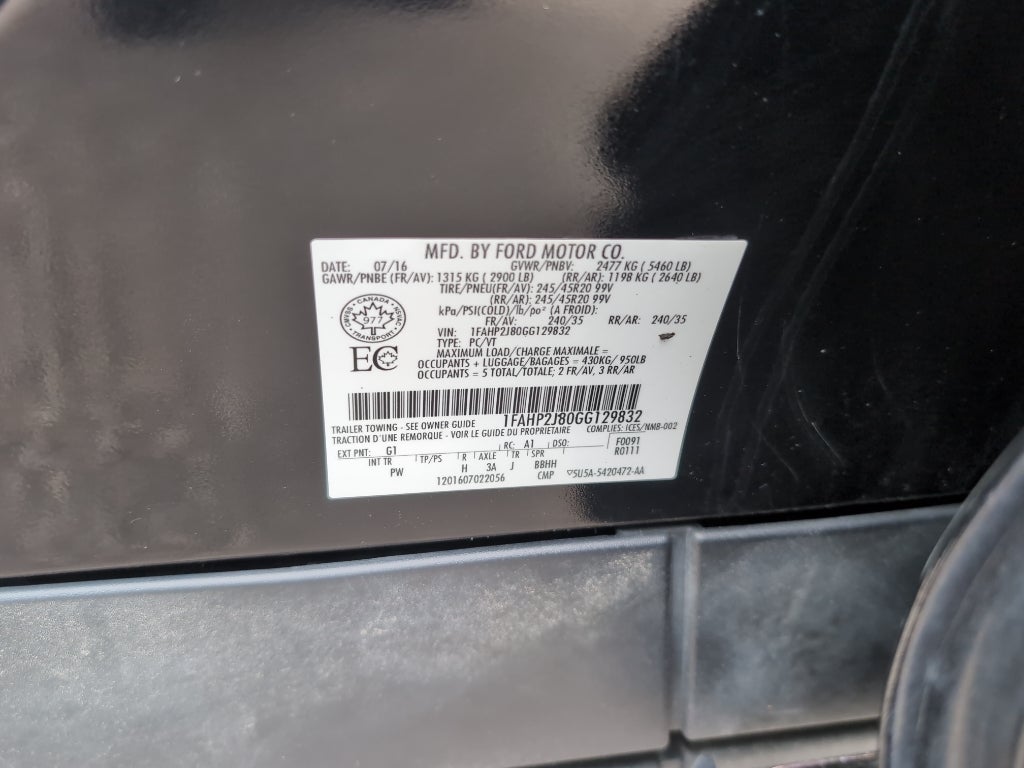 MFD. BY FORD MOTOR CO.
DATE: 07/16 GVWR/PNBV: 2477 KG ( 5460 LB)
GAWR/PNBE (FR/AV): 1315 KG ( 2900 LB) (RR/AR): 1198 KG ( 2640 LB)
TIRE/PNEU(FR/AV): 245/45R20 99V
(RR/AR): 245/45R20 99V
kPa/PSI(COLD)/lb/po² (A FROID):
FR/AV: 240/35 RR/AR: 240/35
VIN: 1FAHP2J80GG129832
TYPE: PC/VT
MAXIMUM LOAD/CHARGE MAXIMALE =
OCCUPANTS + LUGGAGE/BAGAGES = 430KG/ 950LB
OCCUPANTS = 5 TOTAL/TOTALE; 2 FR/AV, 3 RR/AR
CANADA
977
TRANSPORT
EC
1FAHP2J80GG129832
TRAILER TOWING - SEE OWNER GUIDE COMPLIES: ICES/NMB-002
TRACTION D'UNE REMORQUE - VOIR LE GUIDE DU PROPRIETAIRE
EXT PNT: G1 RC: A1 DSO: F0091
INT TR TP/PS R AXLE TR SPR R0111
PW H 3A J BBHH
1201607022056 CMP 5U5A-5420472-AA